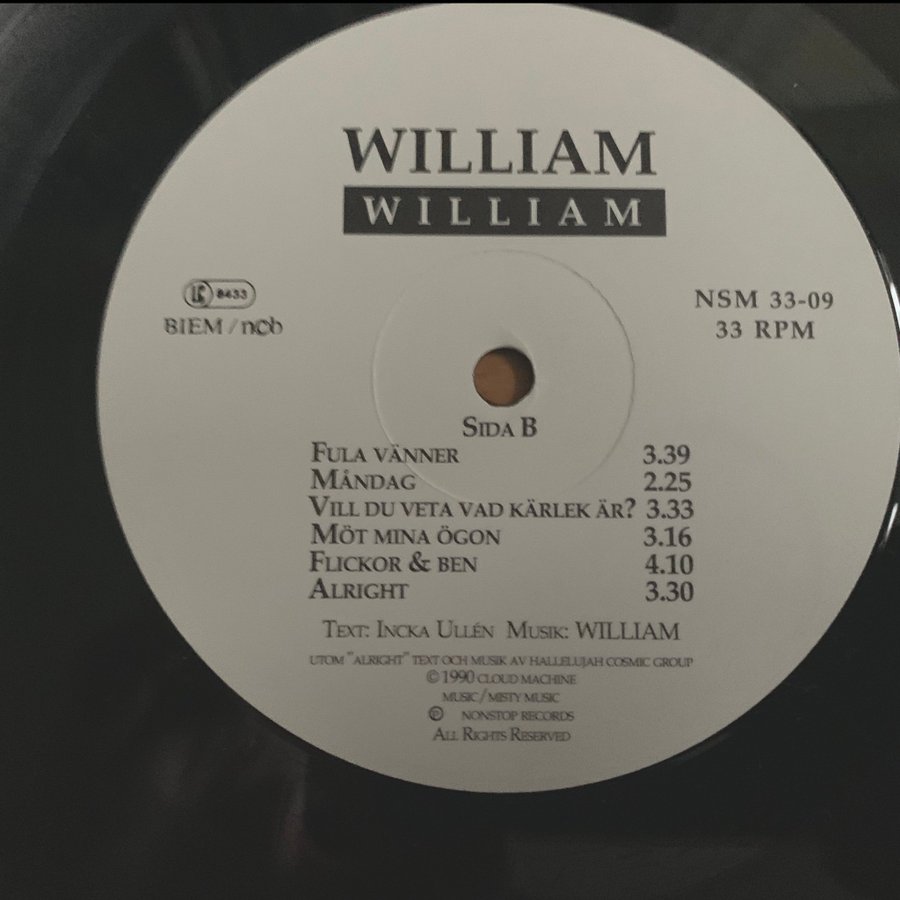 WILLIAM
WILLIAM
LC 8433
BIEM/ncb
NSM 33-09
33 RPM
SIDA B
FULA VÄNNER 3.39
MÅNDAG 2.25
VILL DU VETA VAD KÄRLEK ÄR? 3.33
MÖT MINA ÖGON 3.16
FLICKOR & BEN 4.10
ALRIGHT 3.30
TEXT: INCKA ULLÉN MUSIK: WILLIAM
UTOM "ALRIGHT" TEXT OCH MUSIK AV HALLELUJAH COSMIC GROUP
© 1990 CLOUD MACHINE
MUSIC/MISTY MUSIC
℗ NONSTOP RECORDS
ALL RIGHTS RESERVED